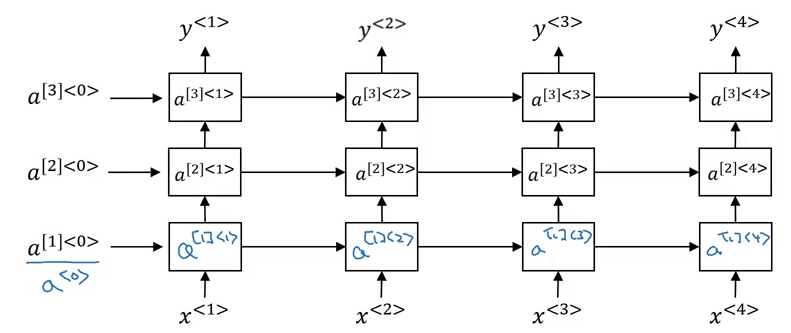 y<1> y<2> y<3> y<4>
a[3]<0> a[3]<1> a[3]<2> a[3]<3> a[3]<4>
a[2]<0> a[2]<1> a[2]<2> a[2]<3> a[2]<4>
a[1]<0> a[1]<1> a[1]<2> a[1]<3> a[1]<4>
a[0]
x<1> x<2> x<3> x<4>